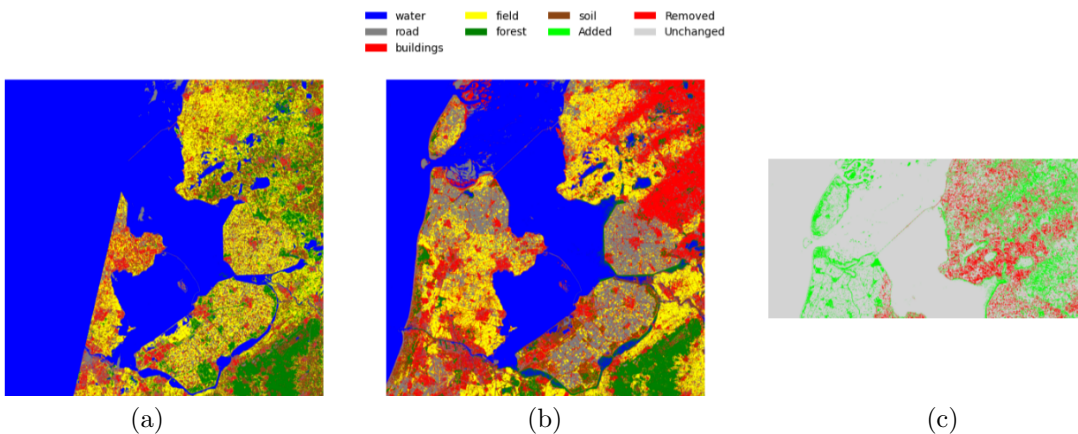 water field soil Removed
road forest Added Unchanged
buildings
(a) (b) (c)